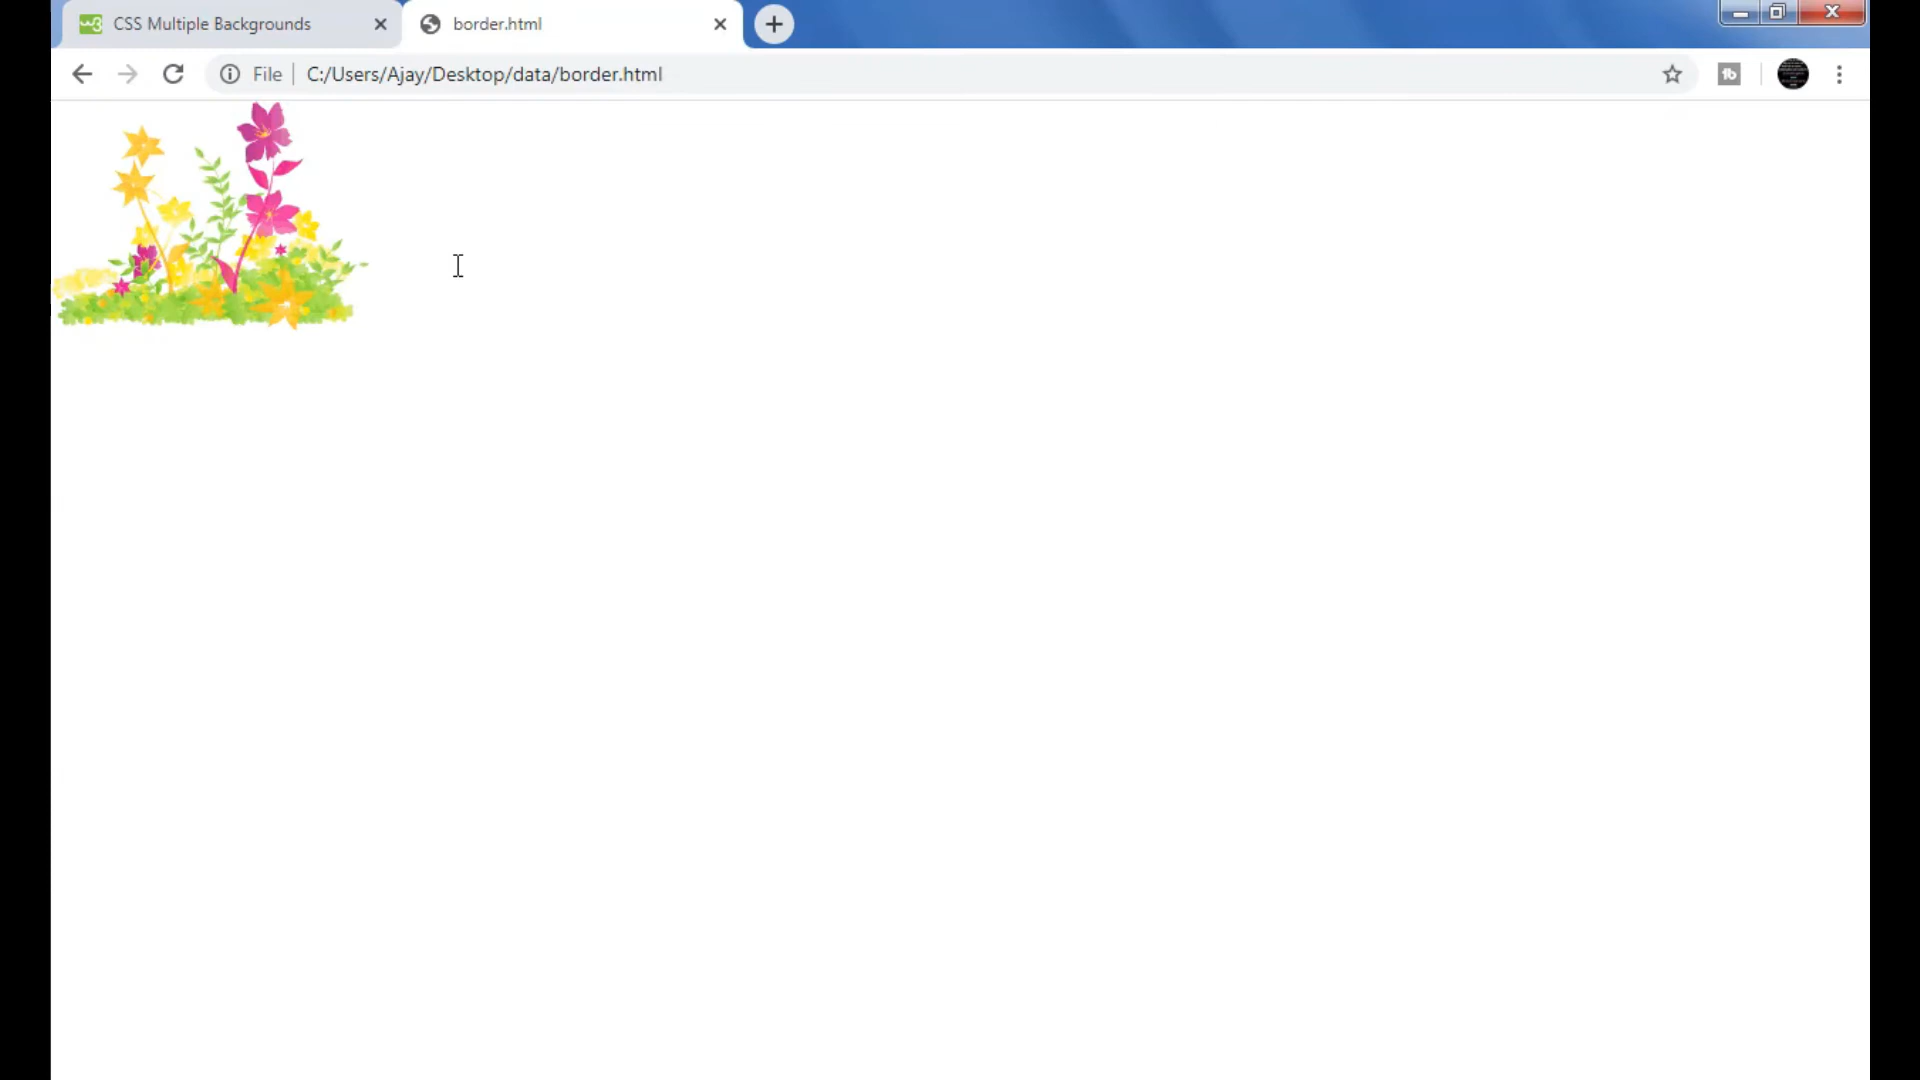 CSS Multiple Backgrounds
border.html
File
C:/Users/Ajay/Desktop/data/border.html